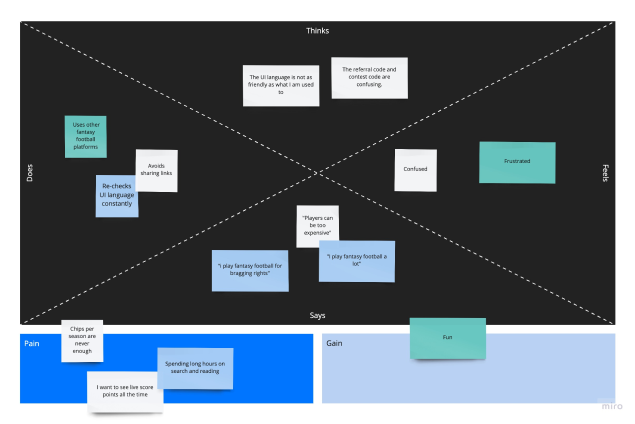 Thinks
The UI language is not as
friendly as what I am used
to
The referral code and
contest code are
confusing.
Does
Uses other
fantasy
football
platforms
Avoids
sharing links
Re-checks
UI language
constantly
Feels
Confused
Frustrated
"Players can
be too
expensive"
"I play fantasy football for
bragging rights"
"I play fantasy football a
lot"
Says
Pain
Chips per
season are
never
enough
Spending long hours on
search and reading
I want to see live score
points all the time
Gain
Fun
miro